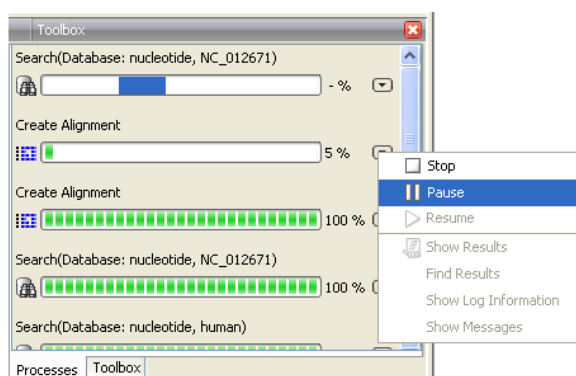 Toolbox
Search(Database: nucleotide, NC_012671)
- %
Create Alignment
5 %
Stop
Pause
Create Alignment
100 %
Resume
Show Results
Search(Database: nucleotide, NC_012671)
Find Results
100 %
Show Log Information
Search(Database: nucleotide, human)
Show Messages
Processes Toolbox